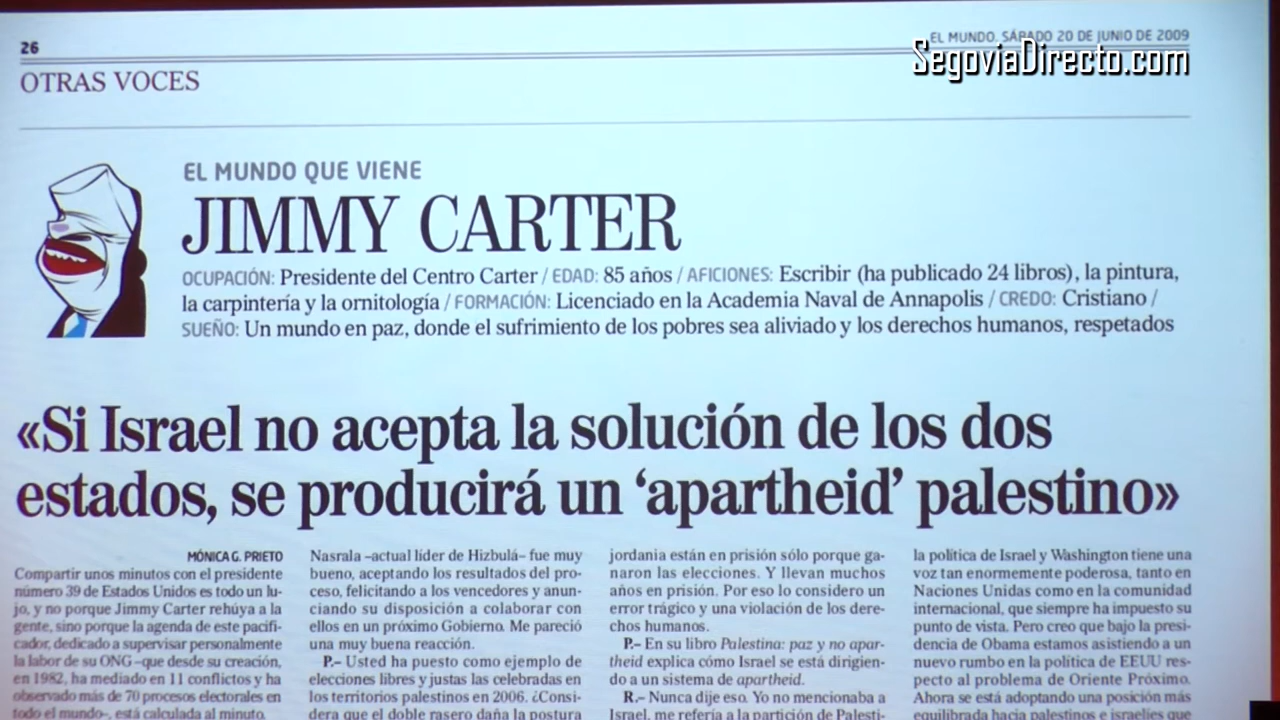 26
EL MUNDO. SÁBADO 20 DE JUNIO DE 2009
SegoviaDirecto.com
OTRAS VOCES
EL MUNDO QUE VIENE
JIMMY CARTER
OCUPACIÓN: Presidente del Centro Carter / EDAD: 85 años / AFICIONES: Escribir (ha publicado 24 libros), la pintura,
la carpintería y la ornitología / FORMACIÓN: Licenciado en la Academia Naval de Annapolis / CREDO: Cristiano /
SUEÑO: Un mundo en paz, donde el sufrimiento de los pobres sea aliviado y los derechos humanos, respetados
«Si Israel no acepta la solución de los dos
estados, se producirá un ‘apartheid’ palestino»
MÓNICA G. PRIETO
Compartir unos minutos con el presidente
número 39 de Estados Unidos es todo un lu-
jo, y no porque Jimmy Carter rehúya a la
gente, sino porque la agenda de este pacifi-
cador, dedicado a supervisar personalmente
la labor de su ONG –que desde su creación,
en 1982, ha mediado en 11 conflictos y ha
observado más de 70 procesos electorales en
todo el mundo–, está calculada al minuto.
Nasrala –actual líder de Hizbulá– fue muy
bueno, aceptando los resultados del pro-
ceso, felicitando a los vencedores y anun-
ciando su disposición a colaborar con
ellos en un próximo Gobierno. Me pareció
una muy buena reacción.
P.– Usted ha puesto como ejemplo de
elecciones libres y justas las celebradas en
los territorios palestinos en 2006. ¿Consi-
dera que el doble rasero daña la postura
jordania están en prisión sólo porque ga-
naron las elecciones. Y llevan muchos
años en prisión. Por eso lo considero un
error trágico y una violación de los dere-
chos humanos.
P.– En su libro Palestina: paz y no apar-
theid explica cómo Israel se está dirigien-
do a un sistema de apartheid.
R.– Nunca dije eso. Yo no mencionaba a
Israel, me refería a la partición de Palesti-
la política de Israel y Washington tiene una
voz tan enormemente poderosa, tanto en
Naciones Unidas como en la comunidad
internacional, que siempre ha impuesto su
punto de vista. Pero creo que bajo la presi-
dencia de Obama estamos asistiendo a un
nuevo rumbo en la política de EEUU res-
pecto al problema de Oriente Próximo.
Ahora se está adoptando una posición más
equilibrada hacia palestinos e israelíes que